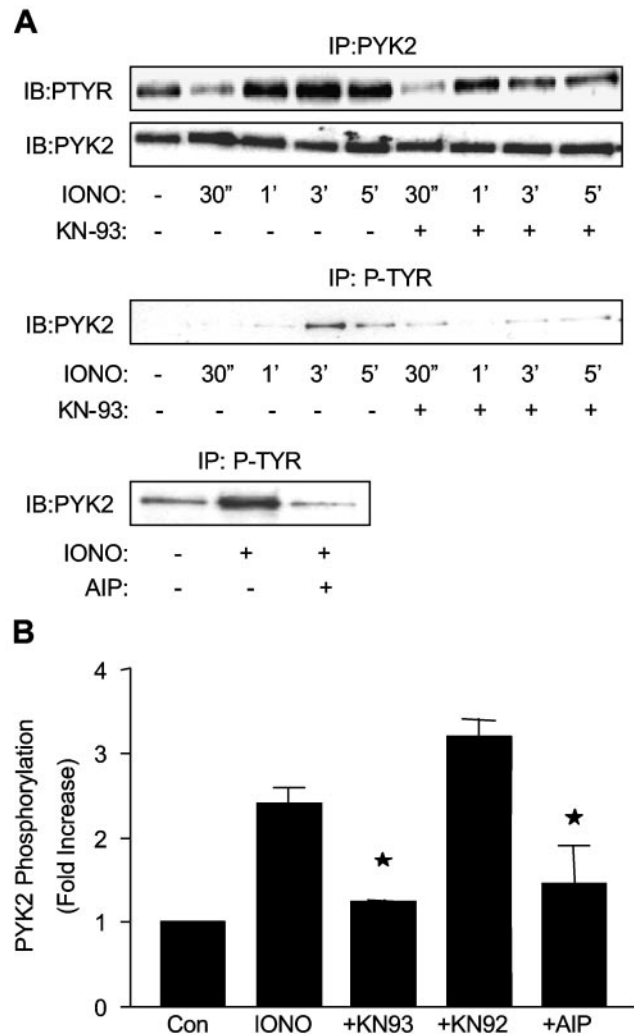 A
IP:PYK2
IB:PTYR
IB:PYK2
IONO: - 30” 1’ 3’ 5’ 30” 1’ 3’ 5’
KN-93: - - - - - + + + +
IP: P-TYR
IB:PYK2
IONO: - 30” 1’ 3’ 5’ 30” 1’ 3’ 5’
KN-93: - - - - - + + + +
IP: P-TYR
IB:PYK2
IONO: - + +
AIP: - - +
B
PYK2 Phosphorylation
(Fold Increase)
4
3
2
1
0
★
★
Con IONO +KN93 +KN92 +AIP